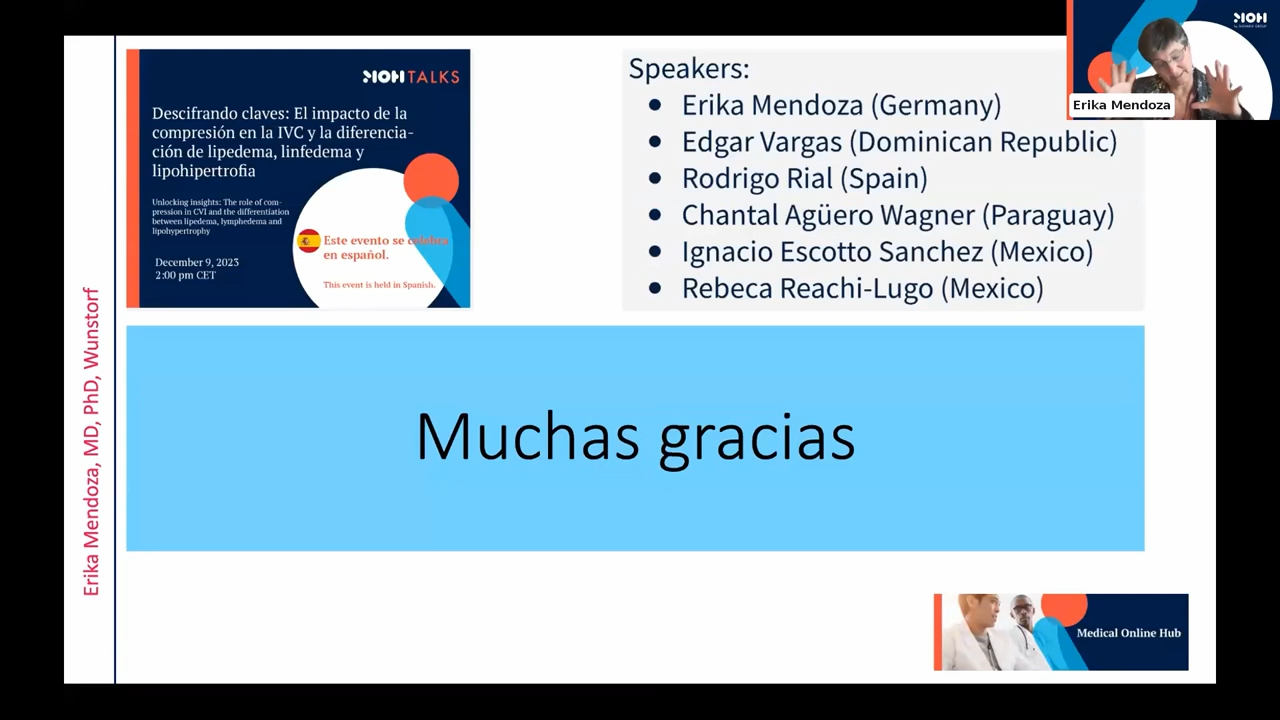 MOH TALKS
Descifrando claves: El impacto de la
compresión en la IVC y la diferencia-
ción de lipedema, linfedema y
lipohipertrofia
Unlocking insights: The role of com-
pression in CVI and the differentiation
between lipedema, lymphedema and
lipohypertrophy
December 9, 2023
2:00 pm CET
Este evento se celebra
en español.
This event is held in Spanish.
Speakers:
• Erika Mendoza (Germany)
• Edgar Vargas (Dominican Republic)
• Rodrigo Rial (Spain)
• Chantal Agüero Wagner (Paraguay)
• Ignacio Escotto Sanchez (Mexico)
• Rebeca Reachi-Lugo (Mexico)
MOH
Erika Mendoza
Erika Mendoza, MD, PhD, Wunstorf
Muchas gracias
Medical Online Hub